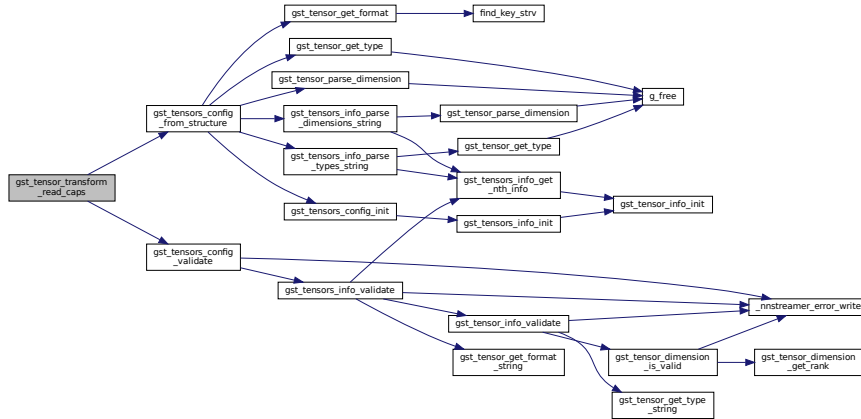 gst_tensor_get_format
find_key_strv
gst_tensor_get_type
gst_tensor_parse_dimension
g_free
gst_tensors_config
_from_structure
gst_tensors_info_parse
_dimensions_string
gst_tensor_parse_dimension
gst_tensor_get_type
gst_tensors_info_parse
_types_string
gst_tensor_transform
_read_caps
gst_tensors_info_get
_nth_info
gst_tensor_info_init
gst_tensors_config_init
gst_tensors_info_init
gst_tensors_config
_validate
gst_tensors_info_validate
_nnstreamer_error_write
gst_tensor_info_validate
gst_tensor_get_format
_string
gst_tensor_dimension
_is_valid
gst_tensor_dimension
_get_rank
gst_tensor_get_type
_string